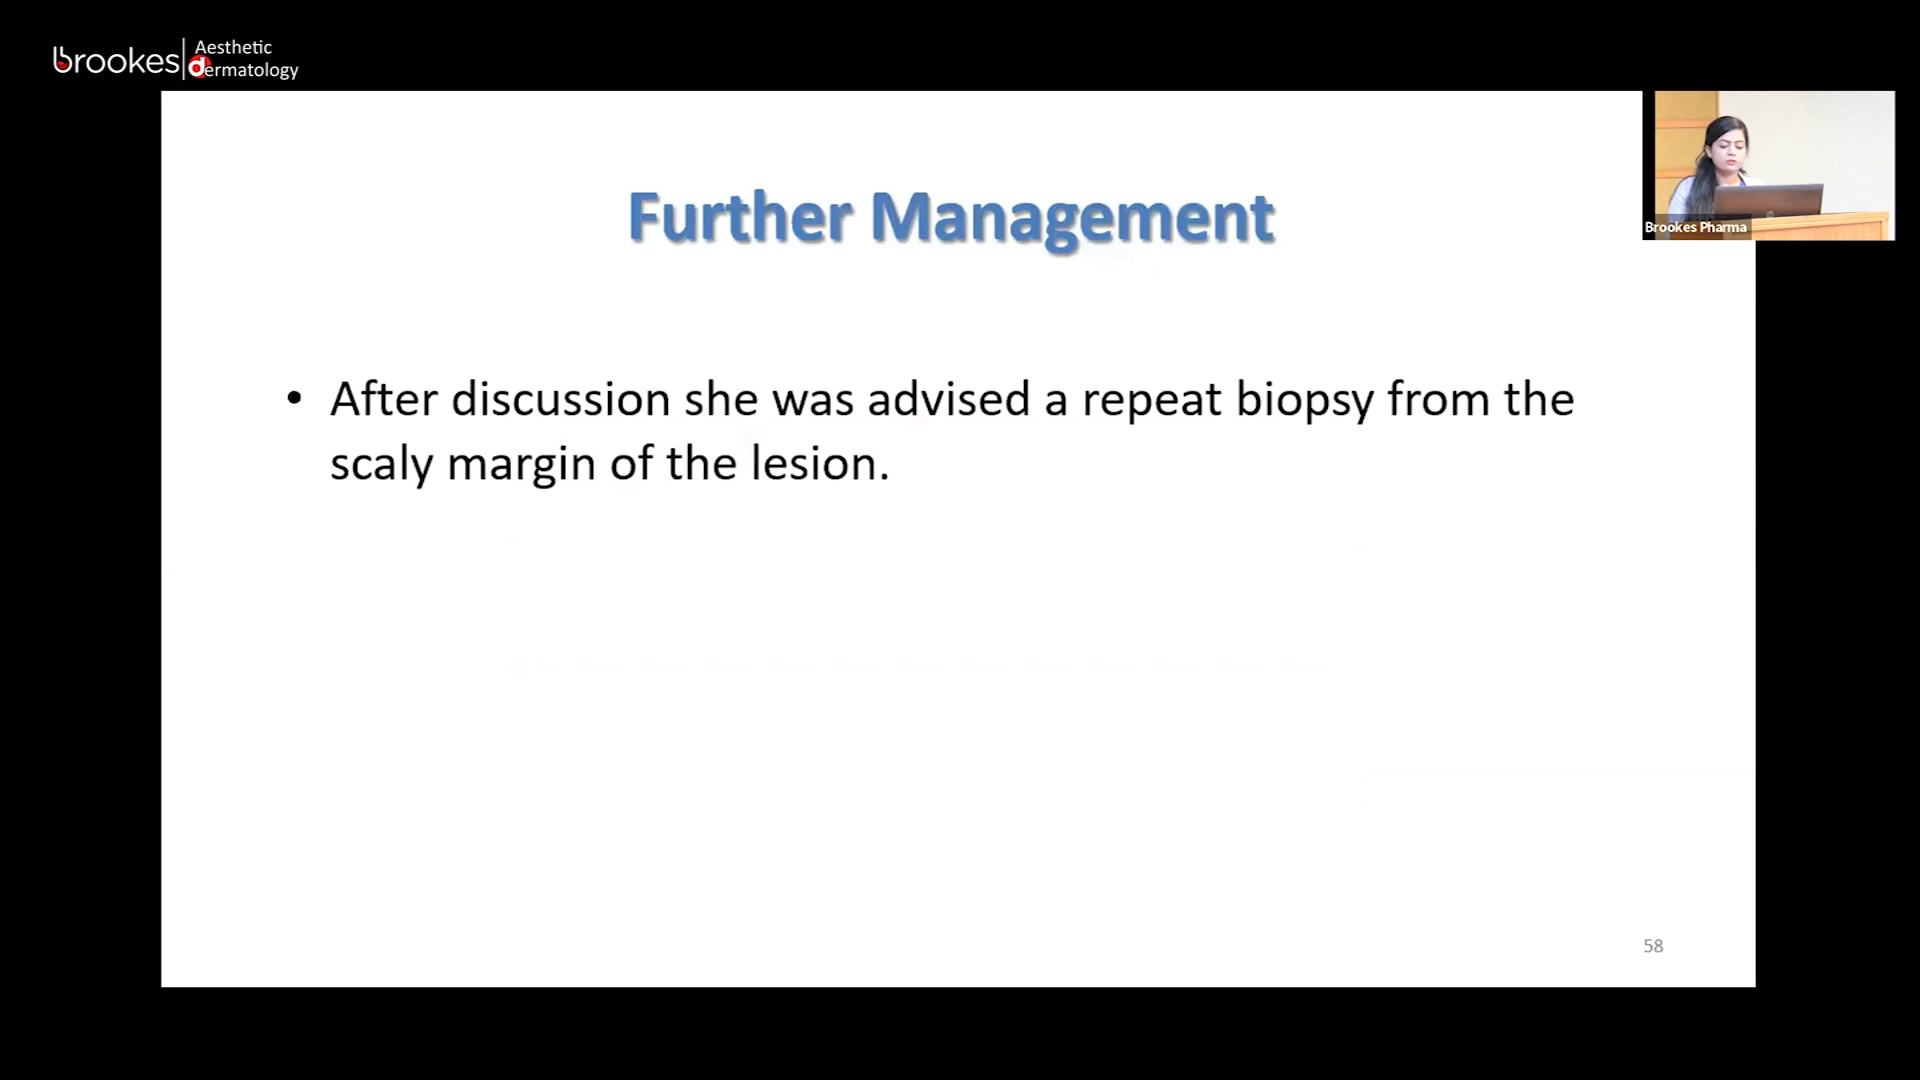 brookes
Aesthetic
dermatology
Further Management
Brookes Pharma
• After discussion she was advised a repeat biopsy from the
scaly margin of the lesion.
58